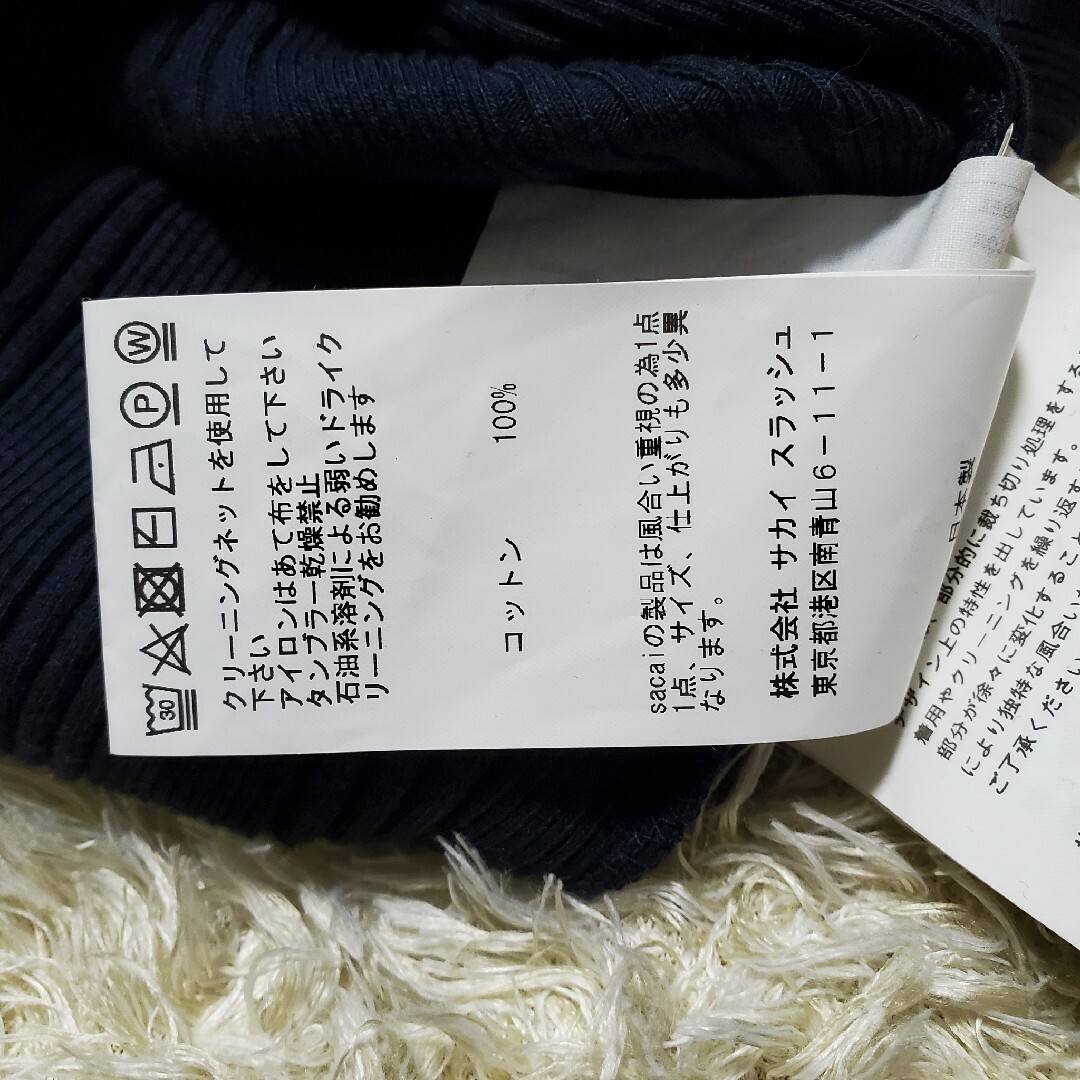 30 P W
クリーニングネットを使用して
下さい
アイロンはあて布をして下さい
タンブラー乾燥禁止
石油系溶剤による弱いドライク
リーニングをお勧めします
コットン 100%
sacaiの製品は風合い重視の為1点
1点、サイズ、仕上がりも多少異
なります。
株式会社 サカイ スラッシュ
東京都港区南青山6-11-1
日本製
部分的に裁ち切り処理をする
デザイン上の特性を出しています。
着用やクリーニングを繰り返す
部分が徐々に変化すること
により独特な風合い
ご了承ください